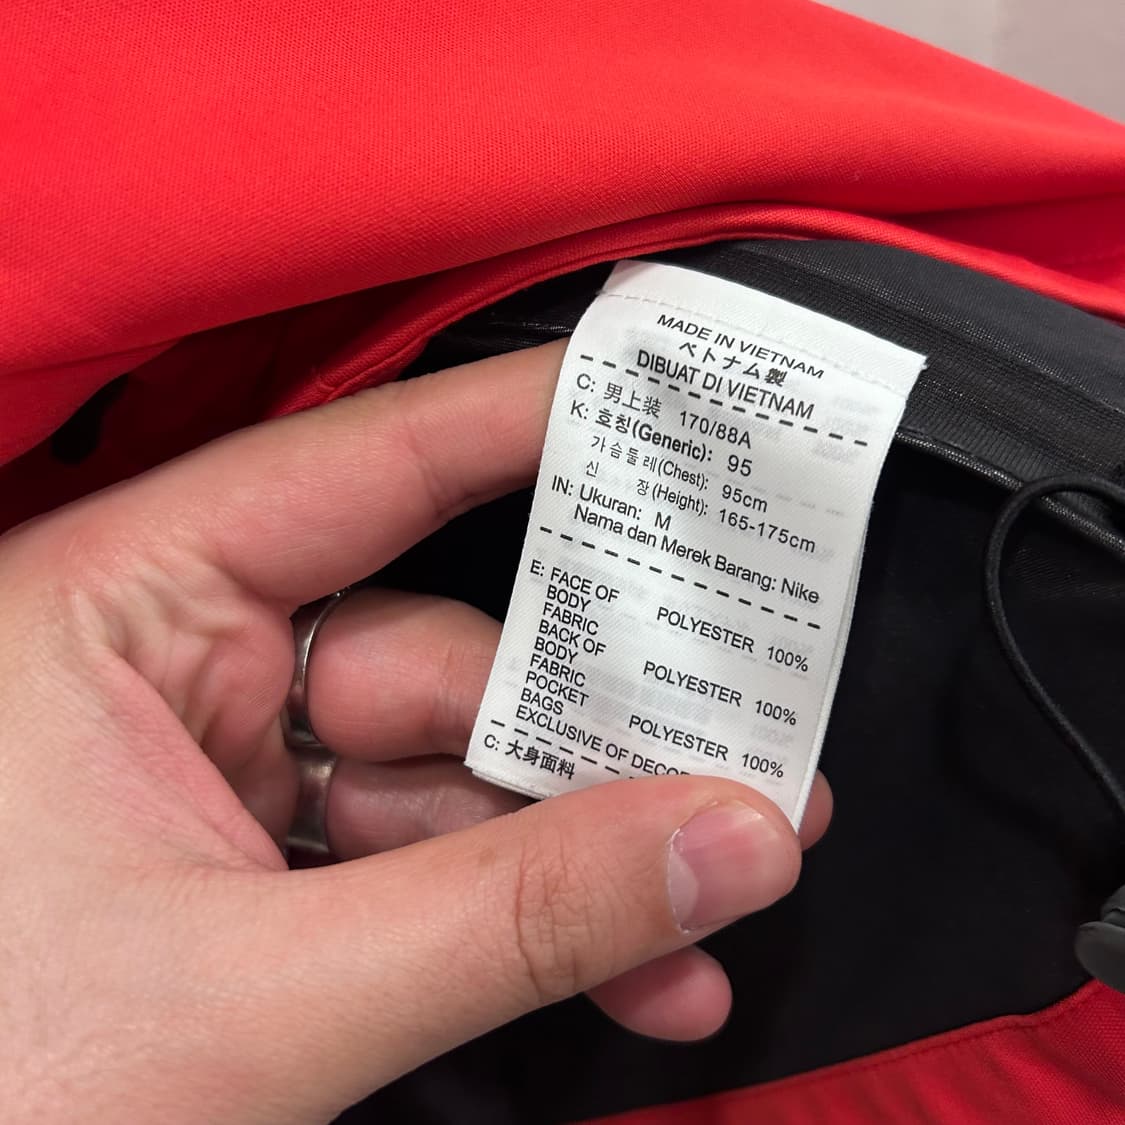 MADE IN VIETNAM
ベトナム製
DIBUAT DI VIETNAM
C: 男上装 170/88A
K: 호칭(Generic): 95
가슴둘레(Chest): 95cm
신 장(Height): 165-175cm
IN: Ukuran: M
Nama dan Merek Barang: Nike
E: FACE OF
BODY
FABRIC POLYESTER 100%
BACK OF
BODY
FABRIC POLYESTER 100%
POCKET
BAGS POLYESTER 100%
EXCLUSIVE OF
C: 大身面料